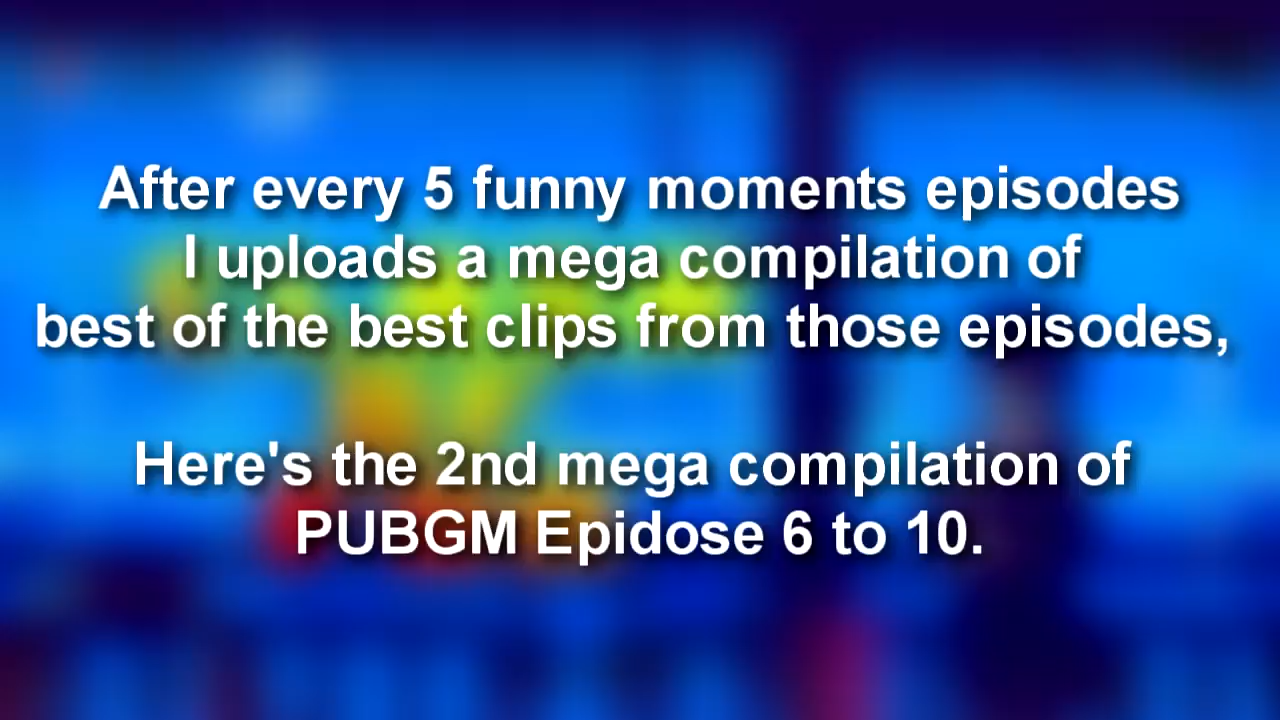 After every 5 funny moments episodes
I uploads a mega compilation of
best of the best clips from those episodes,
Here's the 2nd mega compilation of
PUBGM Epidose 6 to 10.